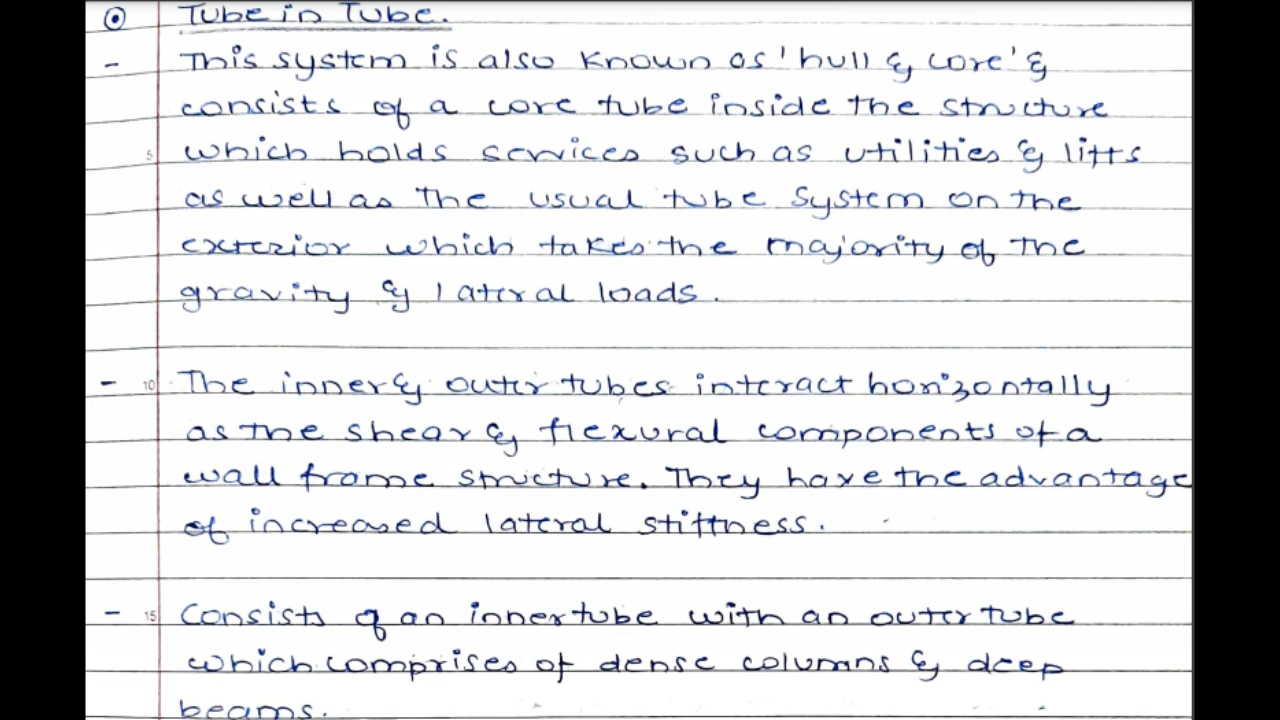 Tube in Tube.
- This system is also known as 'hull & core' &
consists of a core tube inside the structure
5 which holds services such as utilities & lifts
as well as the usual tube system on the
exterior which takes the majority of the
gravity & lateral loads.
- 10 The inner & outer tubes interact horizontally
as the shear & flexural components of a
wall frame structure. They have the advantage
of increased lateral stiffness.
- 15 Consists of an inner tube with an outer tube
which comprises of dense columns & deep
beams.